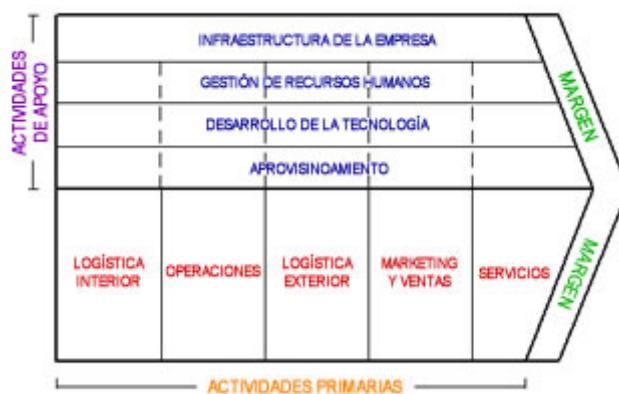 ACTIVIDADES
DE APOYO
INFRAESTRUCTURA DE LA EMPRESA
GESTIÓN DE RECURSOS HUMANOS
DESARROLLO DE LA TECNOLOGÍA
APROVISINOAMIENTO
MARGEN
LOGÍSTICA
INTERIOR
OPERACIONES
LOGÍSTICA
EXTERIOR
MARKETING
Y VENTAS
SERVICIOS
MARGEN
ACTIVIDADES PRIMARIAS